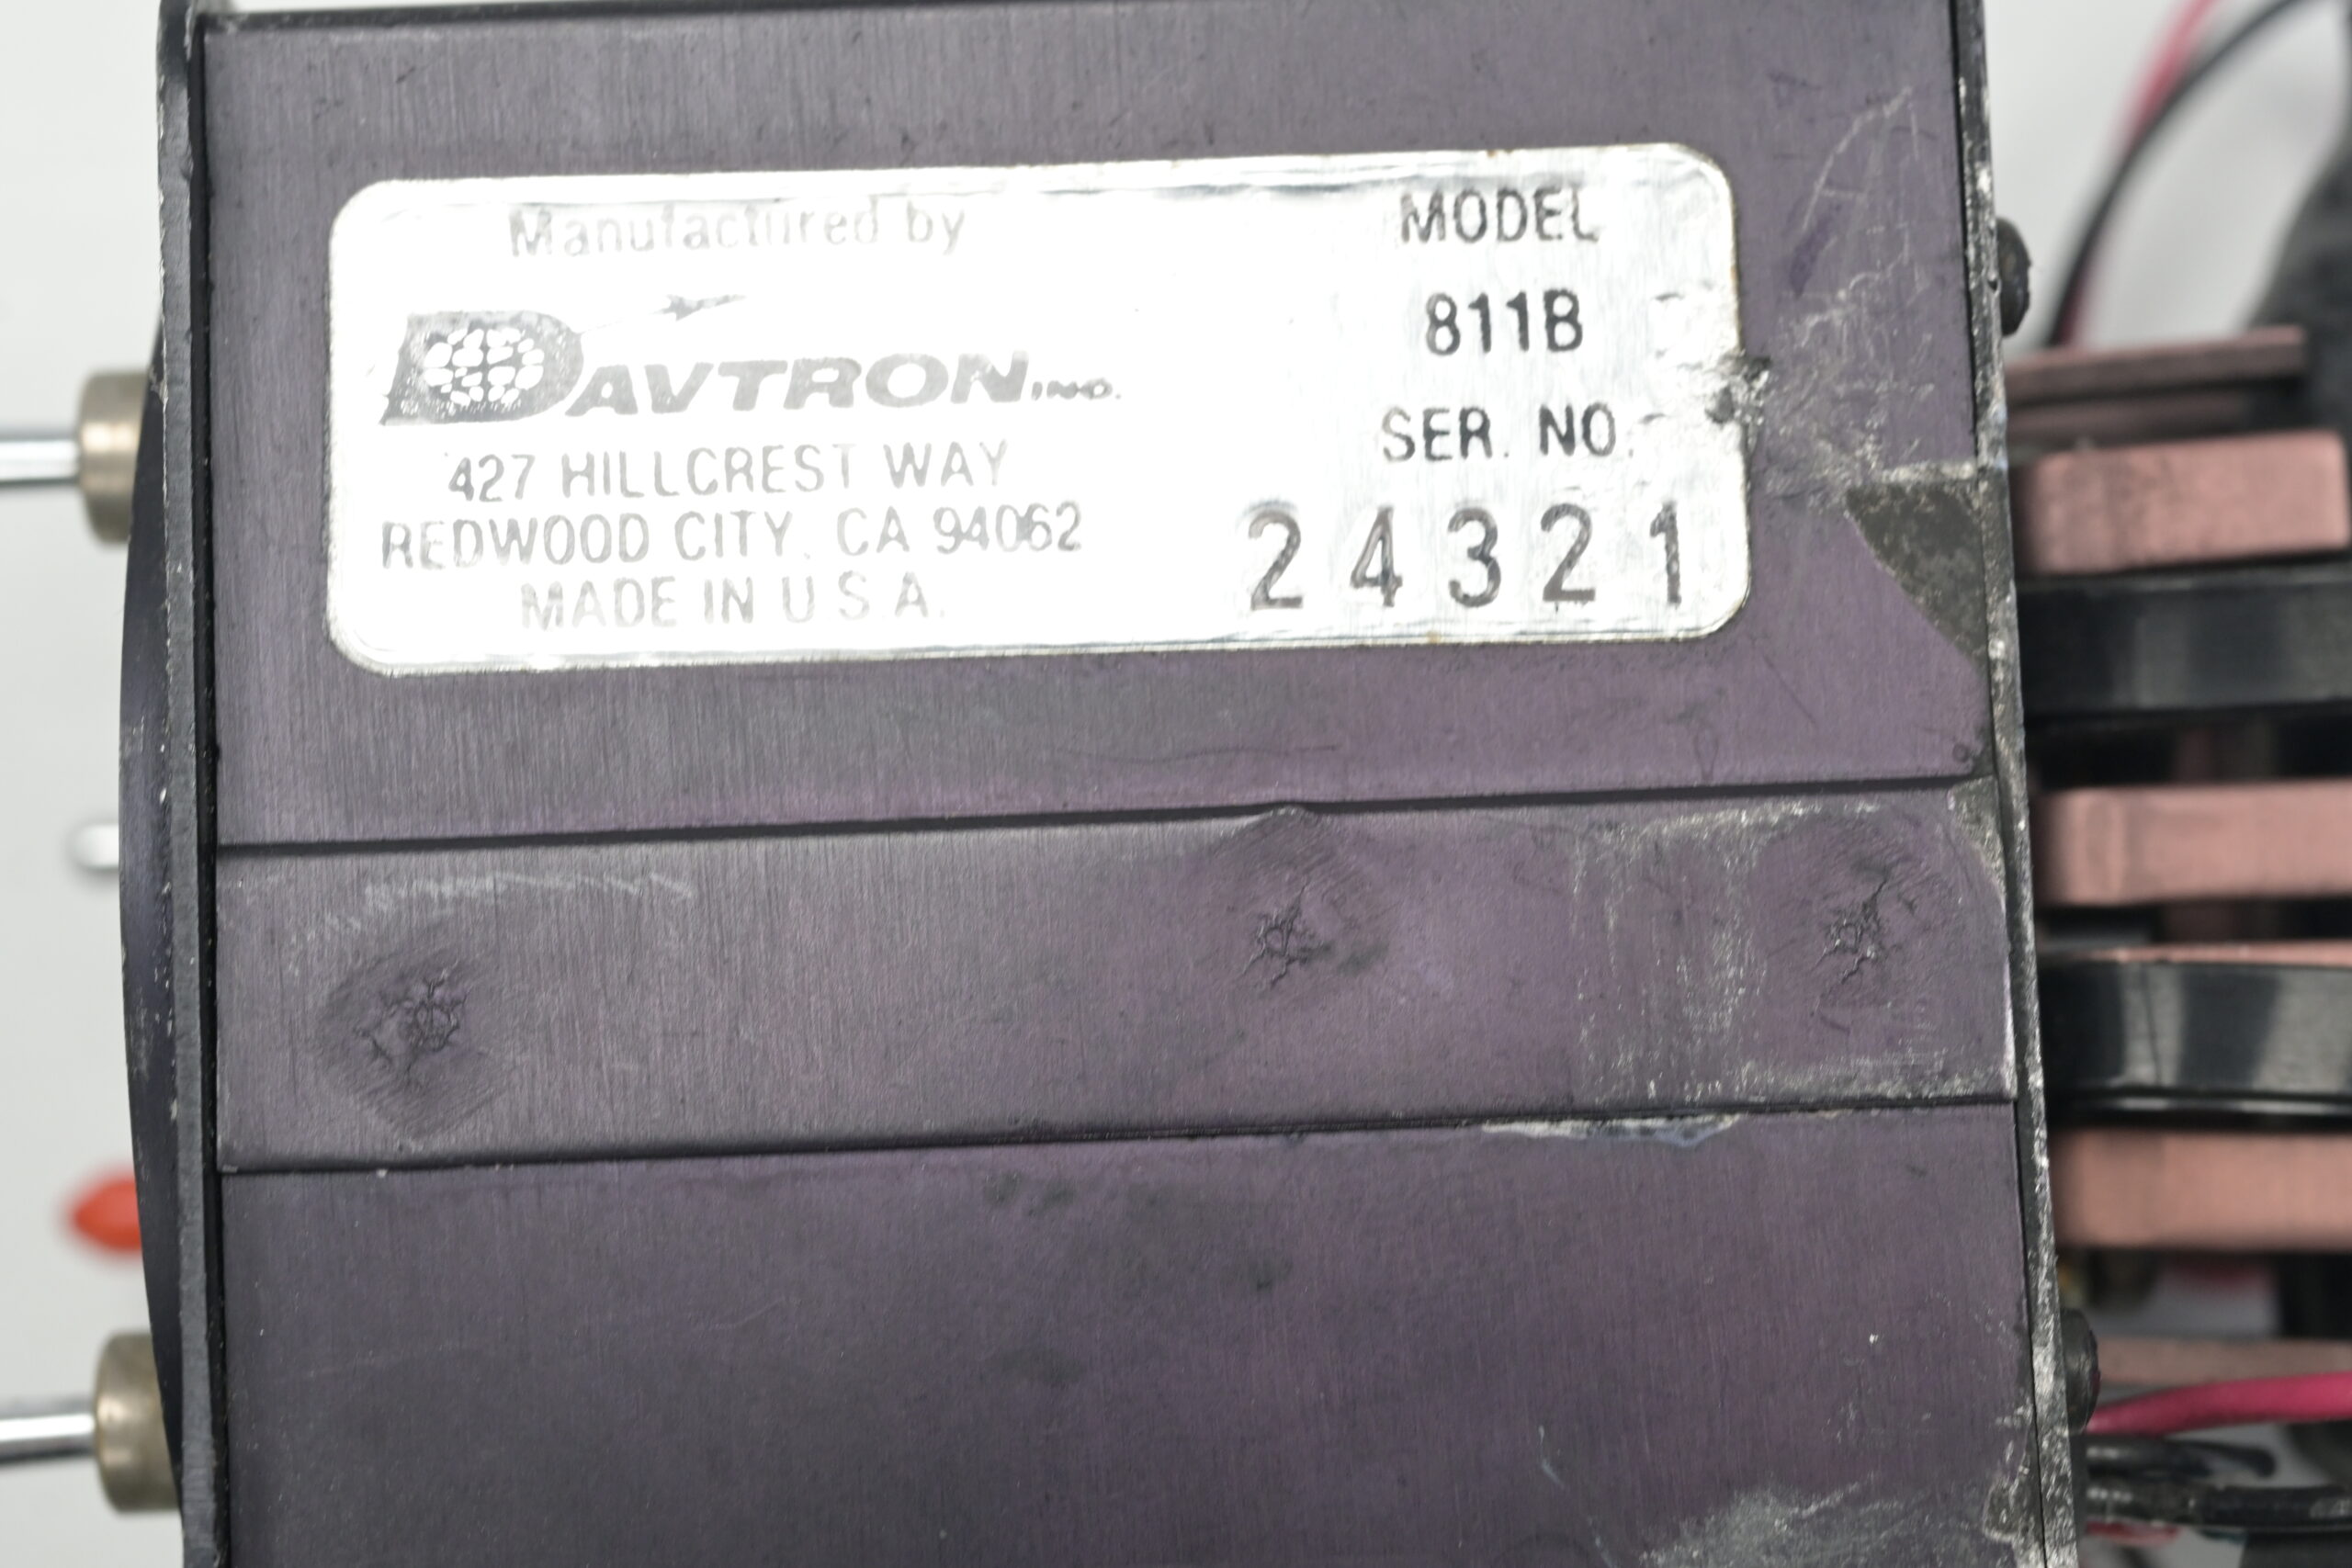 Manufactured by
DAVTRON INC.
427 HILLCREST WAY
REDWOOD CITY, CA 94062
MADE IN U.S.A.
MODEL
811B
SER. NO.
24321